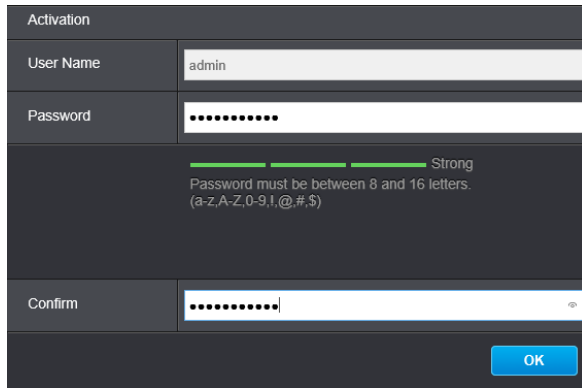 Activation
User Name
admin
Password
•••••••••••
Strong
Password must be between 8 and 16 letters.
(a-z,A-Z,0-9,!,@,#,$)
Confirm
•••••••••••
OK